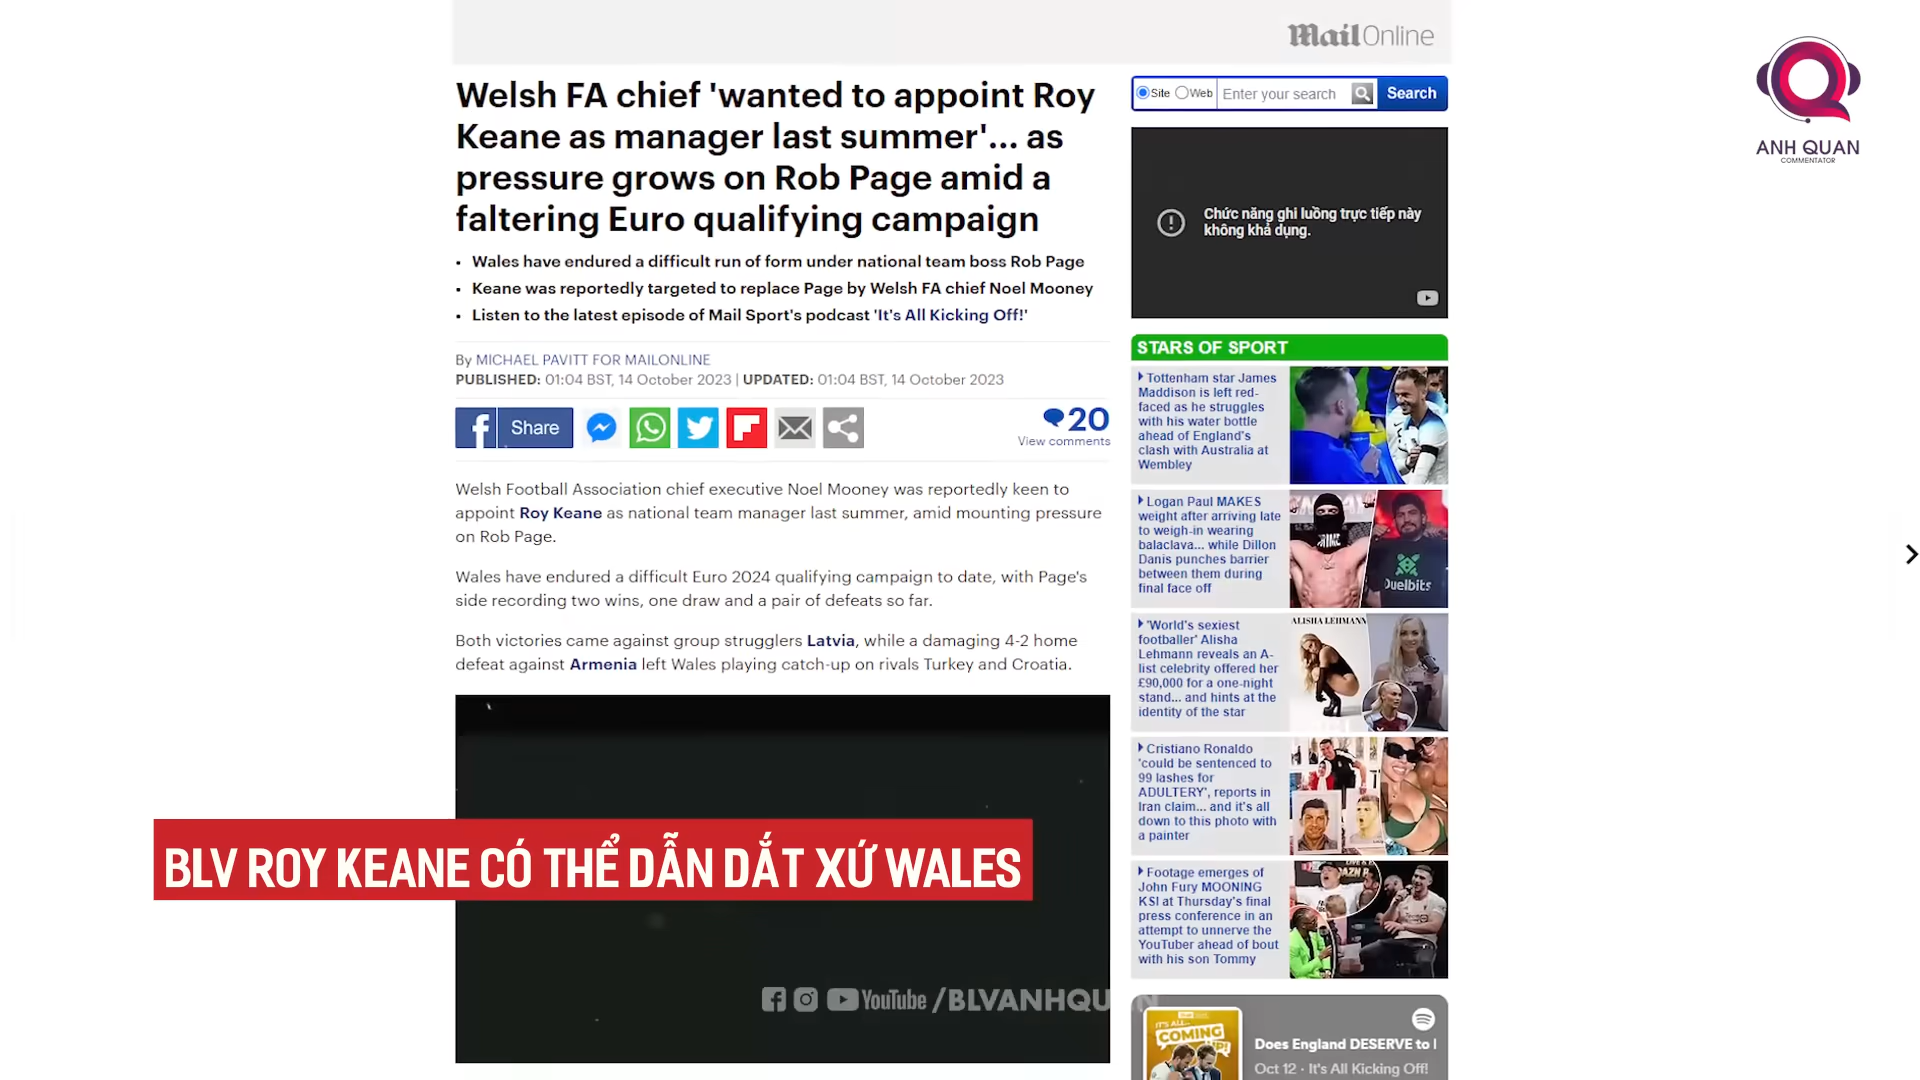 Mail Online
Welsh FA chief 'wanted to appoint Roy
Keane as manager last summer'... as
pressure grows on Rob Page amid a
faltering Euro qualifying campaign
Wales have endured a difficult run of form under national team boss Rob Page
Keane was reportedly targeted to replace Page by Welsh FA chief Noel Mooney
Listen to the latest episode of Mail Sport's podcast 'It's All Kicking Off!'
By MICHAEL PAVITT FOR MAILONLINE
PUBLISHED: 01:04 BST, 14 October 2023 | UPDATED: 01:04 BST, 14 October 2023
Share
20
View comments
Welsh Football Association chief executive Noel Mooney was reportedly keen to
appoint Roy Keane as national team manager last summer, amid mounting pressure
on Rob Page.
Wales have endured a difficult Euro 2024 qualifying campaign to date, with Page's
side recording two wins, one draw and a pair of defeats so far.
Both victories came against group strugglers Latvia, while a damaging 4-2 home
defeat against Armenia left Wales playing catch-up on rivals Turkey and Croatia.
BLV ROY KEANE CÓ THỂ DẪN DẮT XỨ WALES
YouTube /BLVANHQUAN
Site Web Enter your search Search
Chức năng ghi luồng trực tiếp này
không khả dụng.
STARS OF SPORT
Tottenham star James
Maddison is left red-
faced as he struggles
with his water bottle
ahead of England's
clash with Australia at
Wembley
Logan Paul MAKES
weight after arriving late
to weigh-in wearing
balaclava... while Dillon
Danis punches barrier
between them during
final face off
Duelbits
'World's sexiest
footballer' Alisha
Lehmann reveals an A-
list celebrity offered her
£90,000 for a one-night
stand... and hints at the
identity of the star
ALISHA LEHMANN
Cristiano Ronaldo
'could be sentenced to
99 lashes for
ADULTERY', reports in
Iran claim... and it's all
down to this photo with
a painter
Footage emerges of
John Fury MOONING
KSI at Thursday's final
press conference in an
attempt to unnerve the
YouTuber ahead of bout
with his son Tommy
IT'S ALL...
COMING
UP!
Does England DESERVE to
Oct 12 · It's All Kicking Off!
ANH QUAN
COMMENTATOR